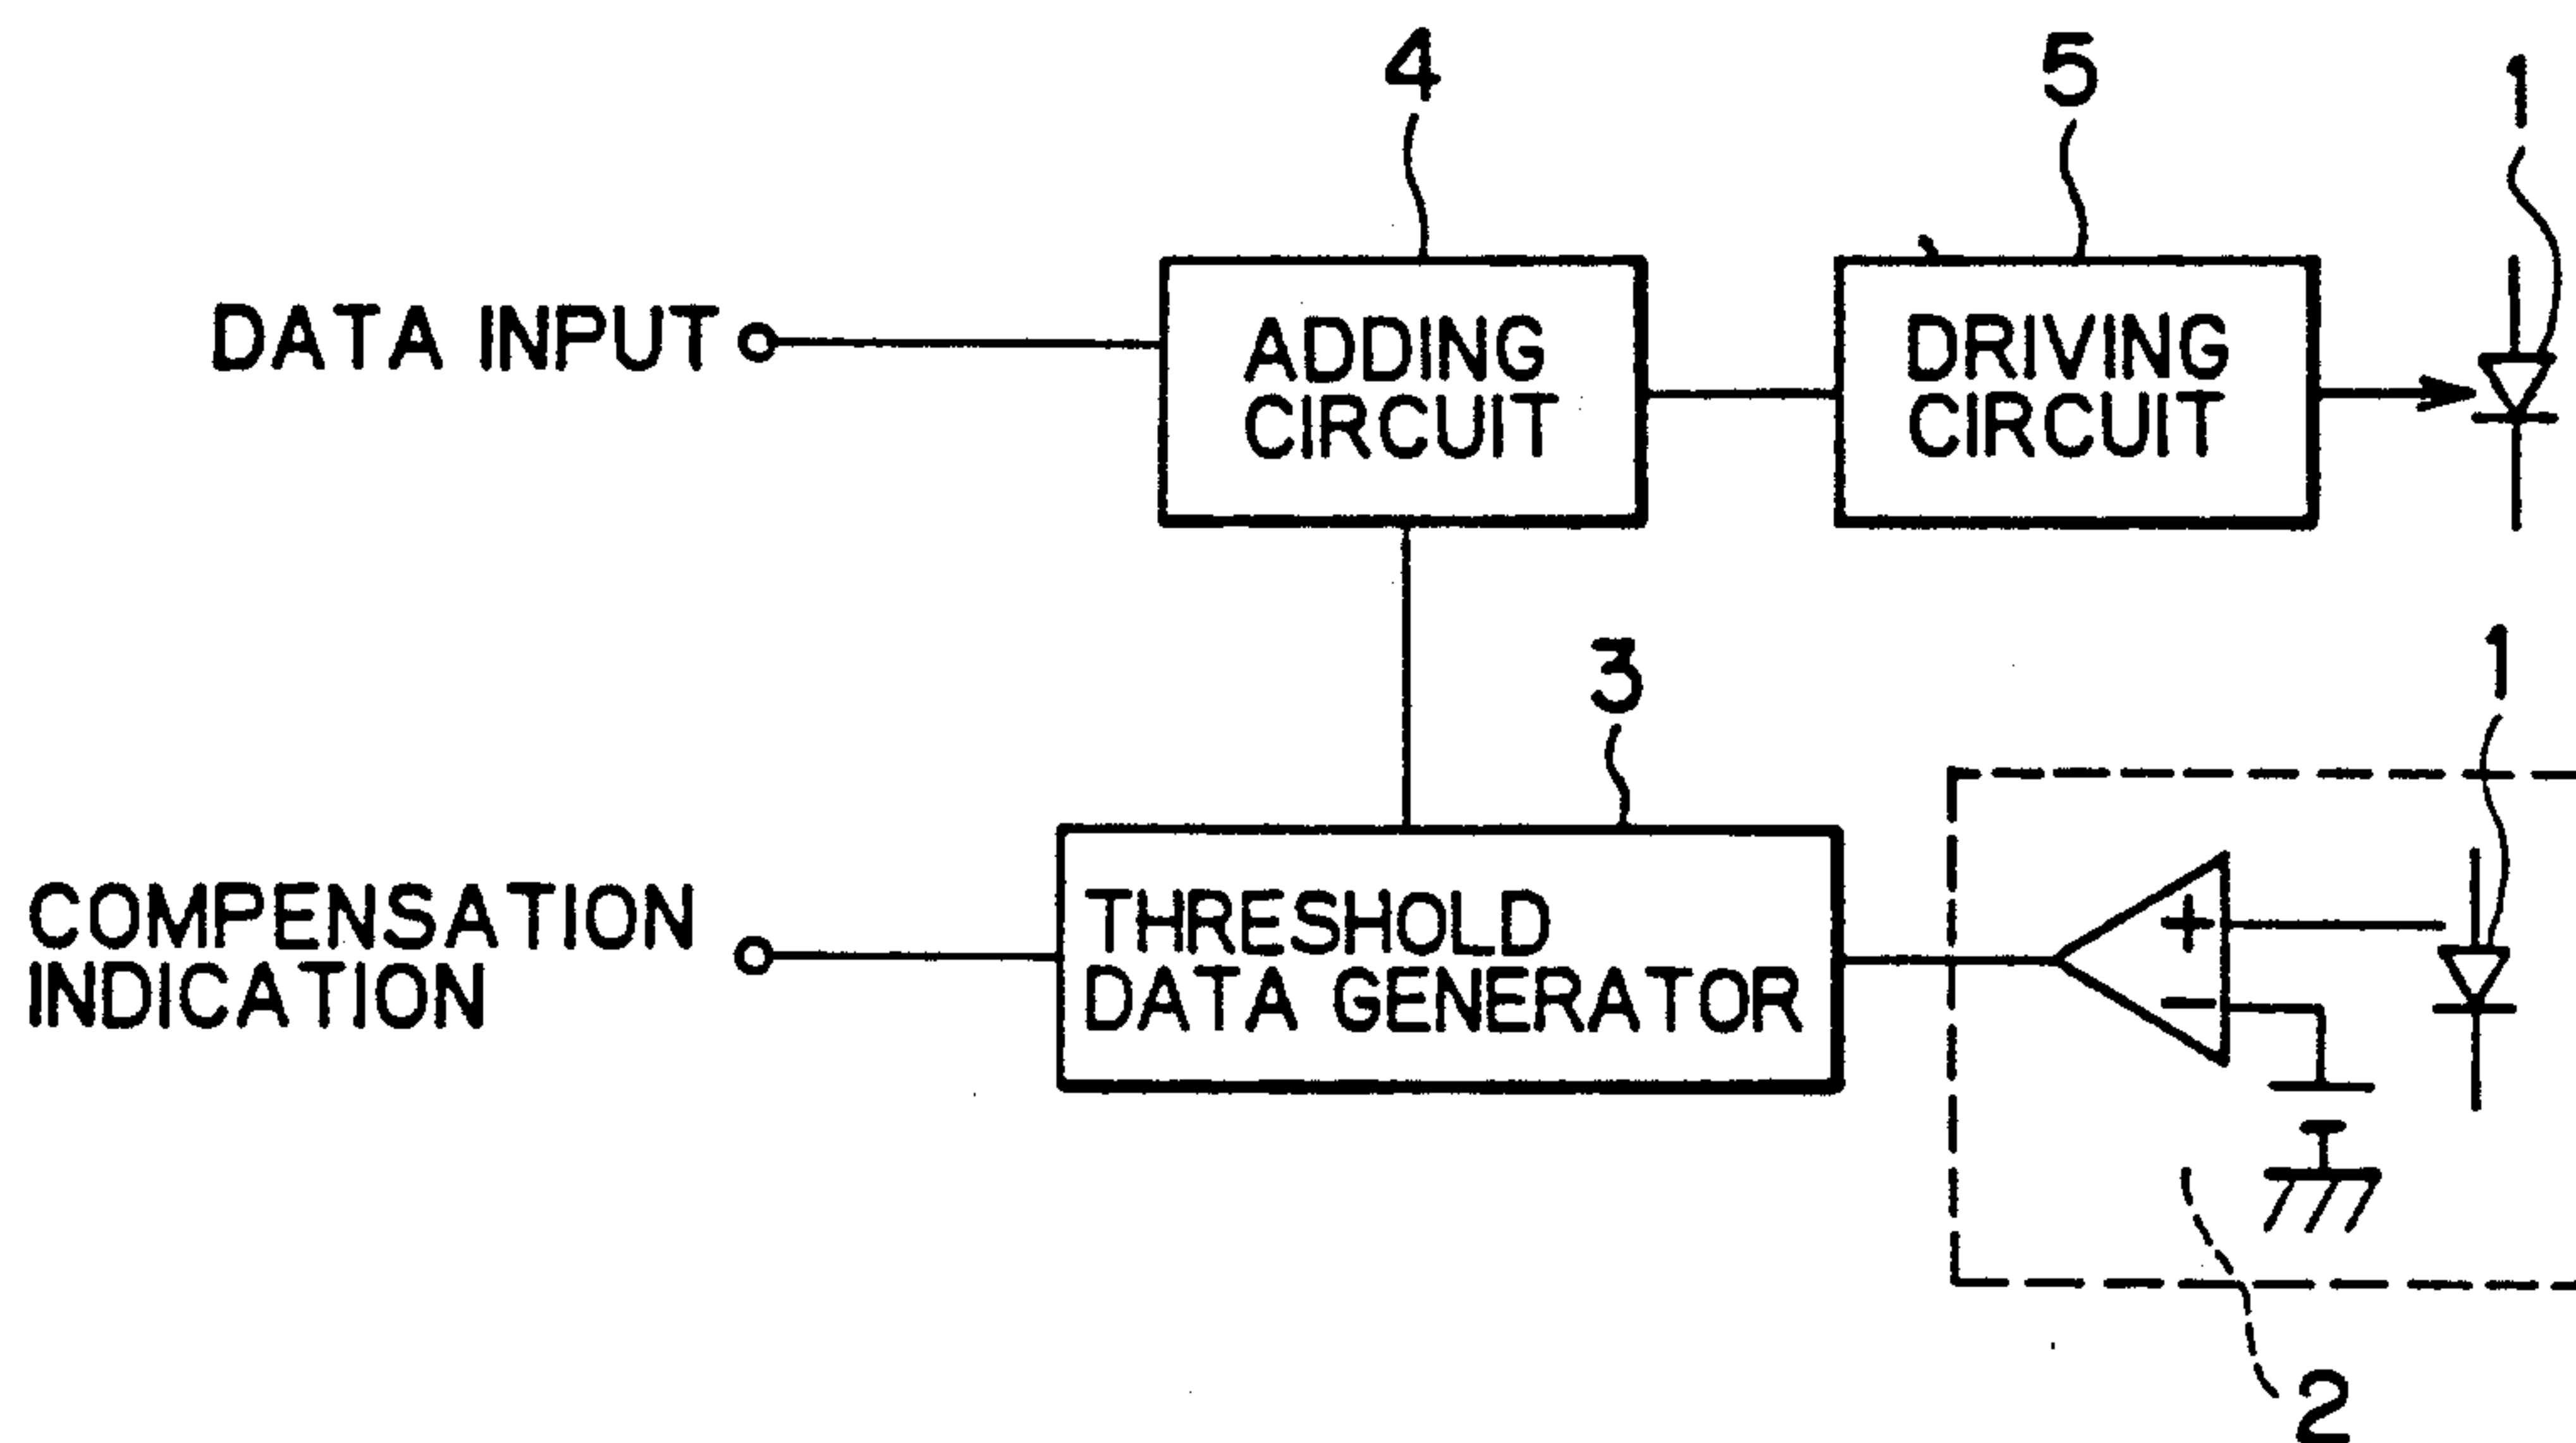 4
5
1
DATA INPUT
ADDING
CIRCUIT
DRIVING
CIRCUIT
3
1
COMPENSATION
INDICATION
THRESHOLD
DATA GENERATOR
+
−
2